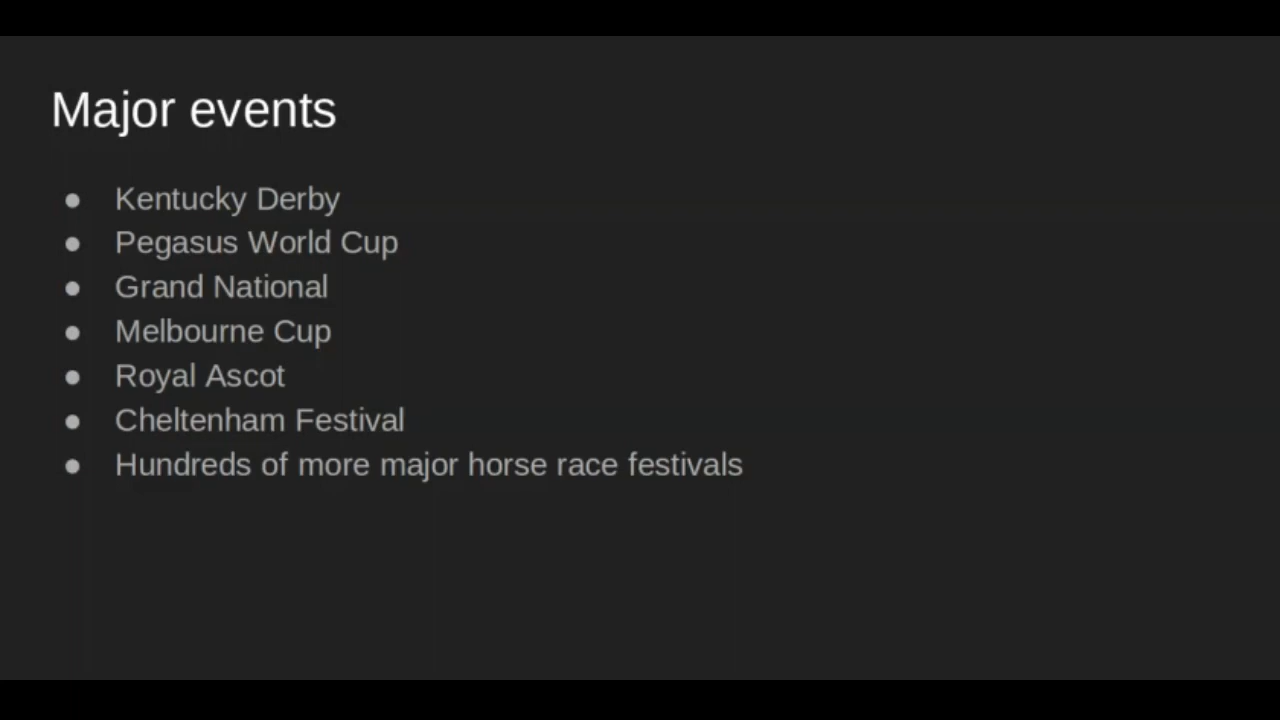 Major events
● Kentucky Derby
● Pegasus World Cup
● Grand National
● Melbourne Cup
● Royal Ascot
● Cheltenham Festival
● Hundreds of more major horse race festivals